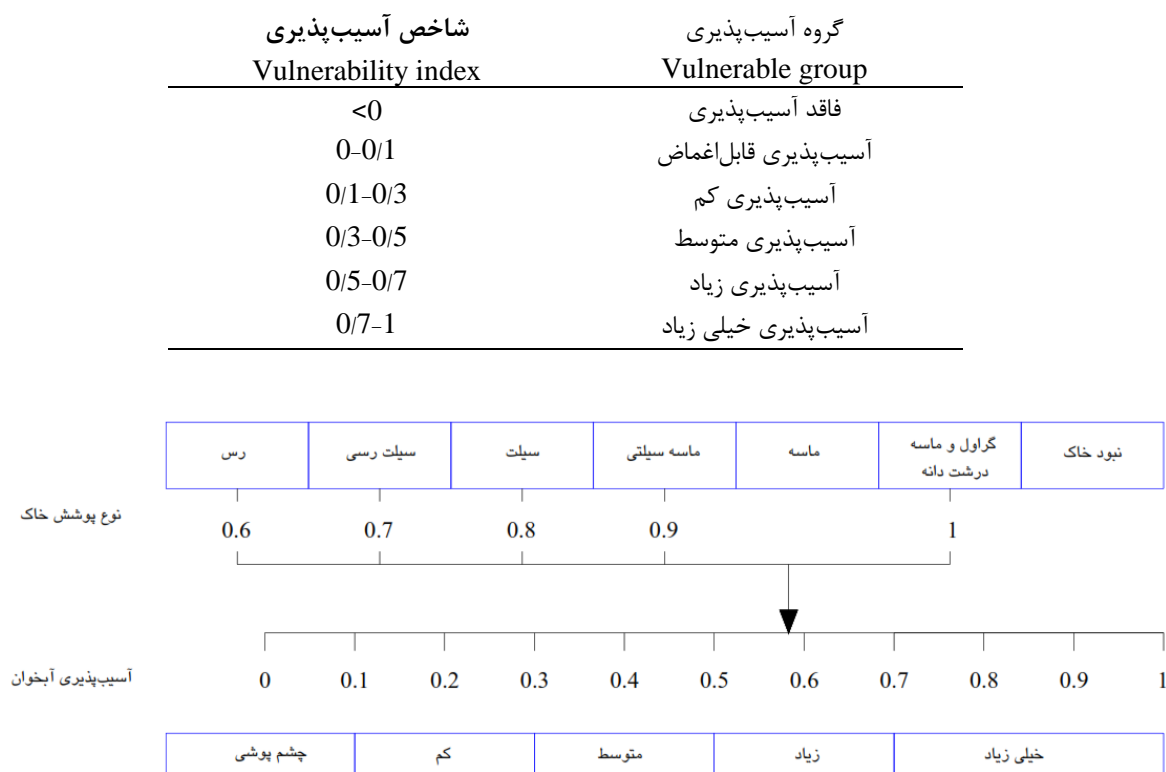 گروه آسیب‌پذیری شاخص آسیب‌پذیری
Vulnerable group Vulnerability index
فاقد آسیب‌پذیری <0
آسیب‌پذیری قابل‌اغماض 0-0/1
آسیب‌پذیری کم 0/1-0/3
آسیب‌پذیری متوسط 0/3-0/5
آسیب‌پذیری زیاد 0/5-0/7
آسیب‌پذیری خیلی زیاد 0/7-1
رس سیلت رسی سیلت ماسه سیلتی ماسه گراول و ماسه درشت دانه نبود خاک
نوع پوشش خاک
0.6 0.7 0.8 0.9 1
آسیب‌پذیری آبخوان
0 0.1 0.2 0.3 0.4 0.5 0.6 0.7 0.8 0.9 1
چشم پوشی کم متوسط زیاد خیلی زیاد